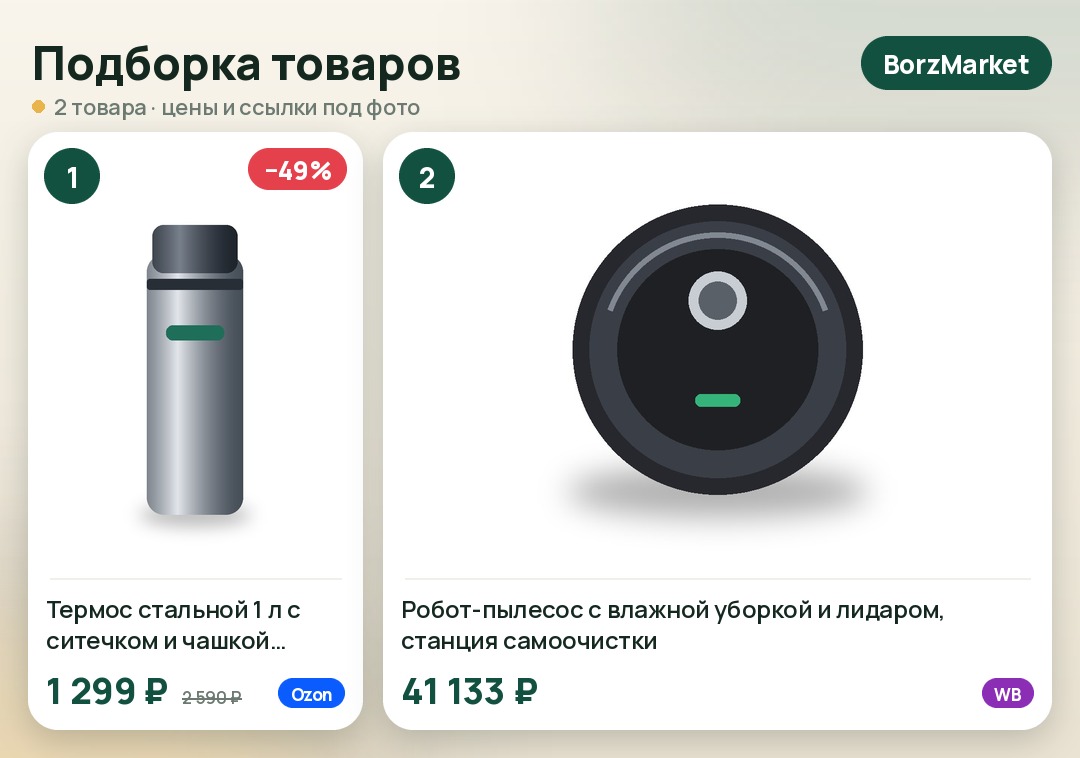 Подборка товаров
BorzMarket
2 товара · цены и ссылки под фото
1
−49%
2
Термос стальной 1 л с
ситечком и чашкой…
1 299 ₽ 2 590 ₽
Ozon
Робот-пылесос с влажной уборкой и лидаром,
станция самоочистки
41 133 ₽
WB